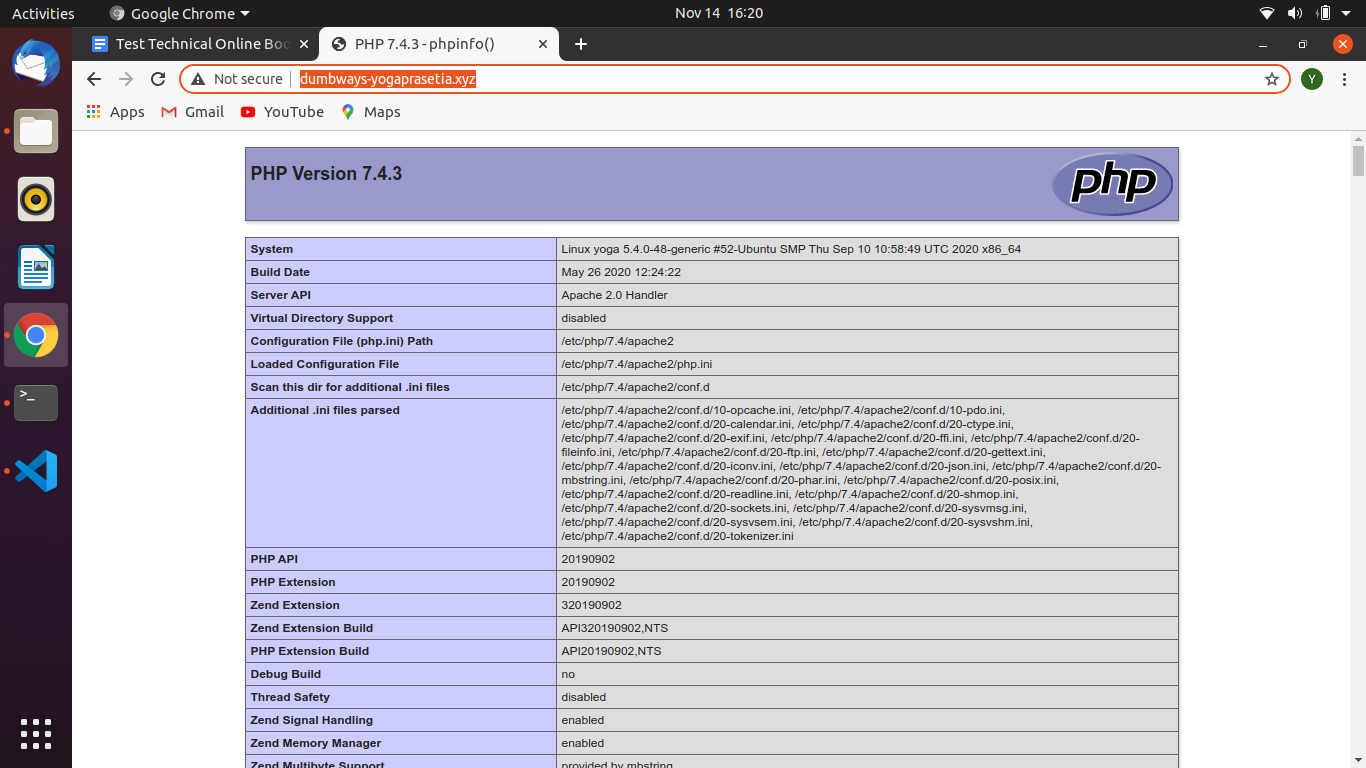 Activities
Google Chrome
Nov 14 16:20
Test Technical Online Boo
PHP 7.4.3 - phpinfo()
Not secure
dumbways-yogaprasetia.xyz
Y
Apps
Gmail
YouTube
Maps
PHP Version 7.4.3
php
System
Linux yoga 5.4.0-48-generic #52-Ubuntu SMP Thu Sep 10 10:58:49 UTC 2020 x86_64
Build Date
May 26 2020 12:24:22
Server API
Apache 2.0 Handler
Virtual Directory Support
disabled
Configuration File (php.ini) Path
/etc/php/7.4/apache2
Loaded Configuration File
/etc/php/7.4/apache2/php.ini
Scan this dir for additional .ini files
/etc/php/7.4/apache2/conf.d
Additional .ini files parsed
/etc/php/7.4/apache2/conf.d/10-opcache.ini, /etc/php/7.4/apache2/conf.d/10-pdo.ini,
/etc/php/7.4/apache2/conf.d/20-calendar.ini, /etc/php/7.4/apache2/conf.d/20-ctype.ini,
/etc/php/7.4/apache2/conf.d/20-exif.ini, /etc/php/7.4/apache2/conf.d/20-ffi.ini, /etc/php/7.4/apache2/conf.d/20-
fileinfo.ini, /etc/php/7.4/apache2/conf.d/20-ftp.ini, /etc/php/7.4/apache2/conf.d/20-gettext.ini,
/etc/php/7.4/apache2/conf.d/20-iconv.ini, /etc/php/7.4/apache2/conf.d/20-json.ini, /etc/php/7.4/apache2/conf.d/20-
mbstring.ini, /etc/php/7.4/apache2/conf.d/20-phar.ini, /etc/php/7.4/apache2/conf.d/20-posix.ini,
/etc/php/7.4/apache2/conf.d/20-readline.ini, /etc/php/7.4/apache2/conf.d/20-shmop.ini,
/etc/php/7.4/apache2/conf.d/20-sockets.ini, /etc/php/7.4/apache2/conf.d/20-sysvmsg.ini,
/etc/php/7.4/apache2/conf.d/20-sysvsem.ini, /etc/php/7.4/apache2/conf.d/20-sysvshm.ini,
/etc/php/7.4/apache2/conf.d/20-tokenizer.ini
PHP API
20190902
PHP Extension
20190902
Zend Extension
320190902
Zend Extension Build
API320190902,NTS
PHP Extension Build
API20190902,NTS
Debug Build
no
Thread Safety
disabled
Zend Signal Handling
enabled
Zend Memory Manager
enabled
Zend Multibyte Support
provided by mbstring